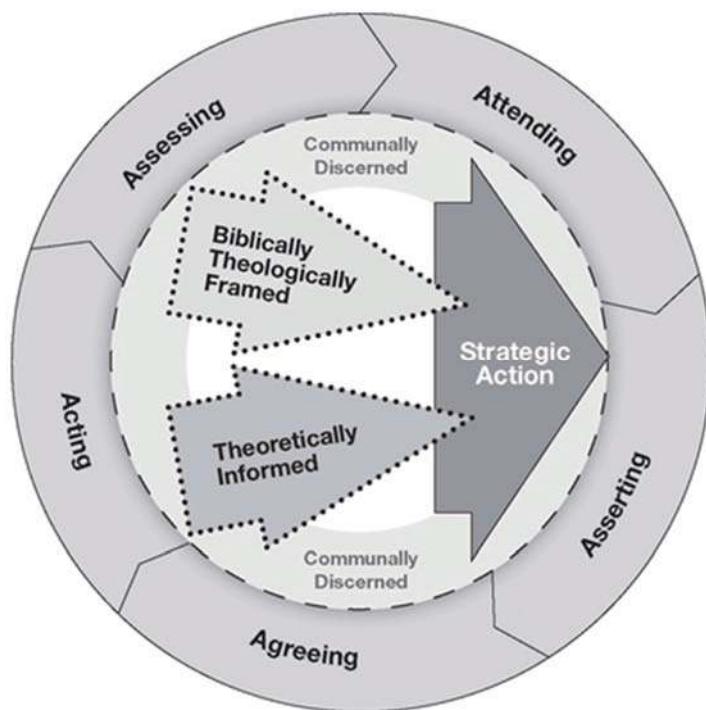 Assessing
Attending
Communally
Discerned
Biblically
Theologically
Framed
Strategic
Action
Acting
Theoretically
Informed
Asserting
Communally
Discerned
Agreeing